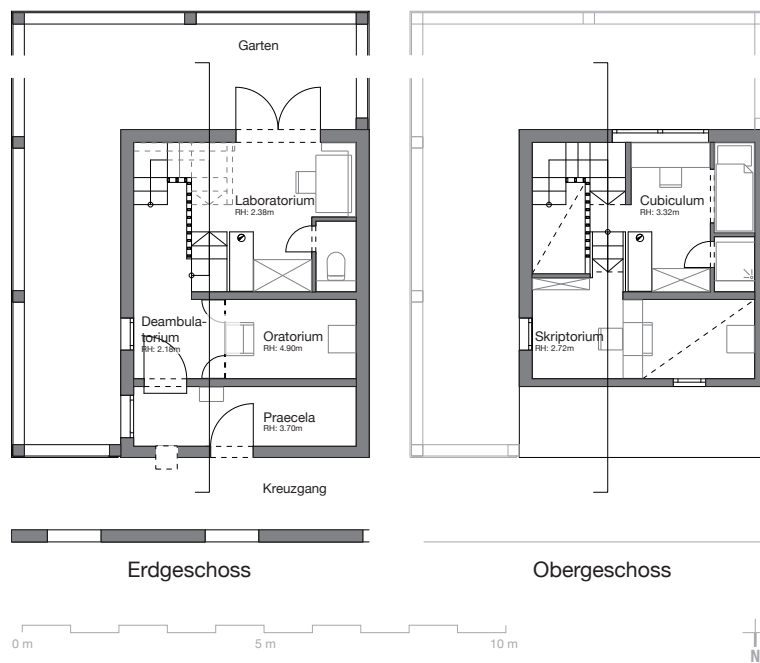 Garten
Laboratorium
RH: 2.38m
Cubiculum
RH: 3.32m
Deambula-
torium
RH: 2.18m
Oratorium
RH: 4.90m
Skriptorium
RH: 2.72m
Praecela
RH: 3.70m
Kreuzgang
Erdgeschoss
Obergeschoss
0 m
5 m
10 m
N